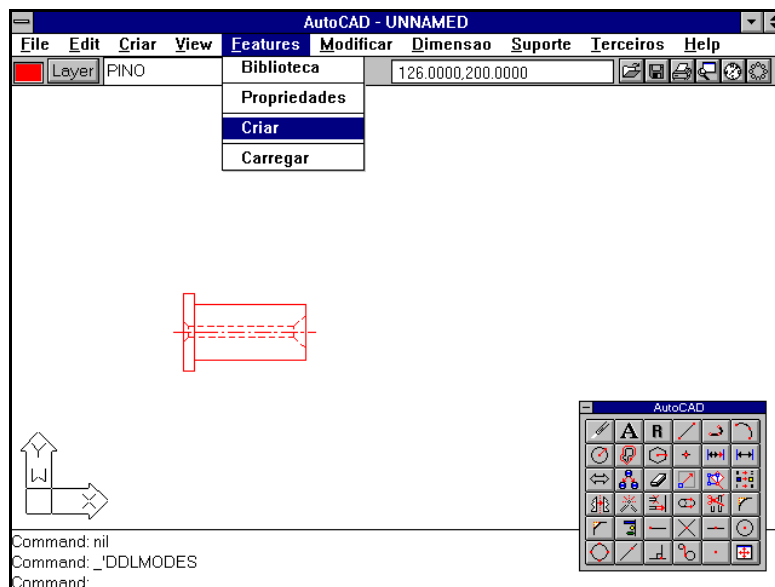 AutoCAD - UNNAMED
File Edit Criar View Features Modificar Dimensao Suporte Terceiros Help
Layer PINO 126.0000,200.0000
Biblioteca
Propriedades
Criar
Carregar
Y
W
X
AutoCAD
A R
Command: nil
Command: _'DDLMODES
Command: